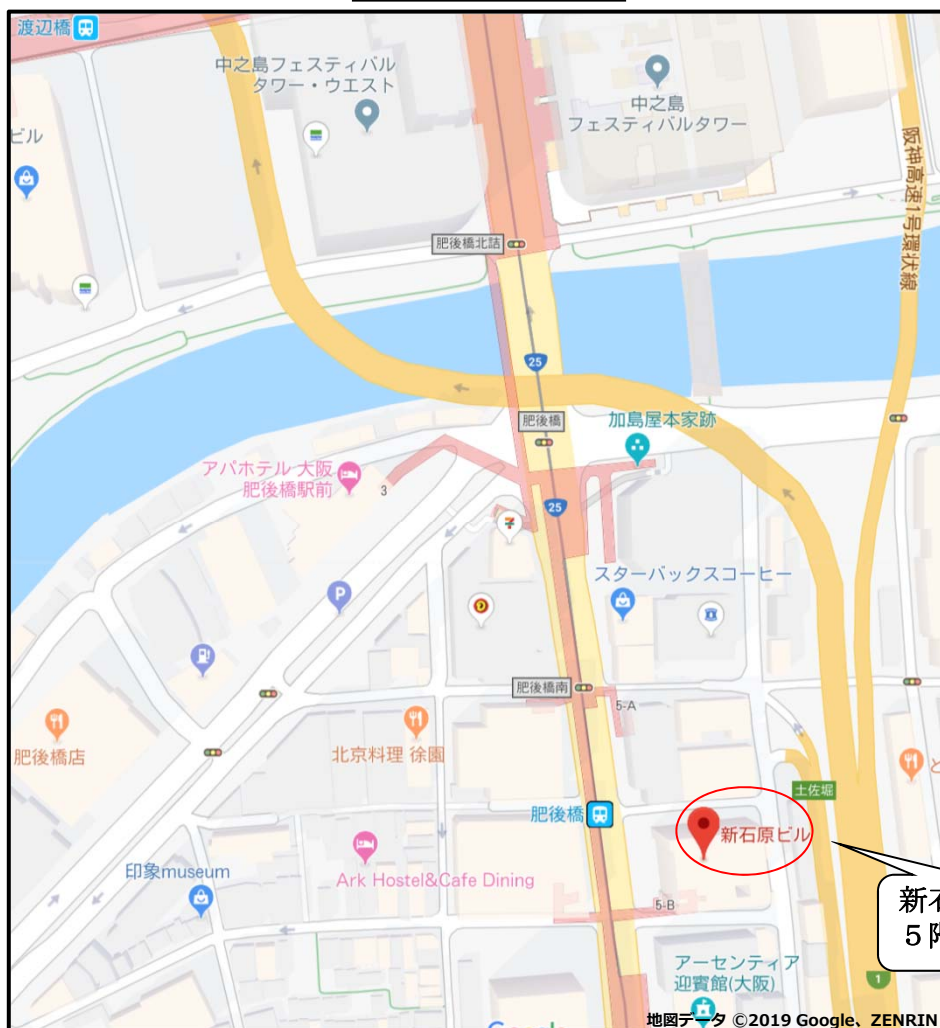 渡辺橋
中之島フェスティバル
タワー・ウエスト
中之島
フェスティバルタワー
ビル
阪神高速1号環状線
肥後橋北詰
25
肥後橋
加島屋本家跡
アパホテル 大阪
肥後橋駅前
3
25
スターバックスコーヒー
P
肥後橋南
5-A
肥後橋店
北京料理 徐園
と
土佐堀
肥後橋
新石原ビル
印象museum
Ark Hostel&Cafe Dining
5-B
新石
５階
アーセンティア
迎賓館(大阪)
1
Google
地図データ ©2019 Google、ZENRIN